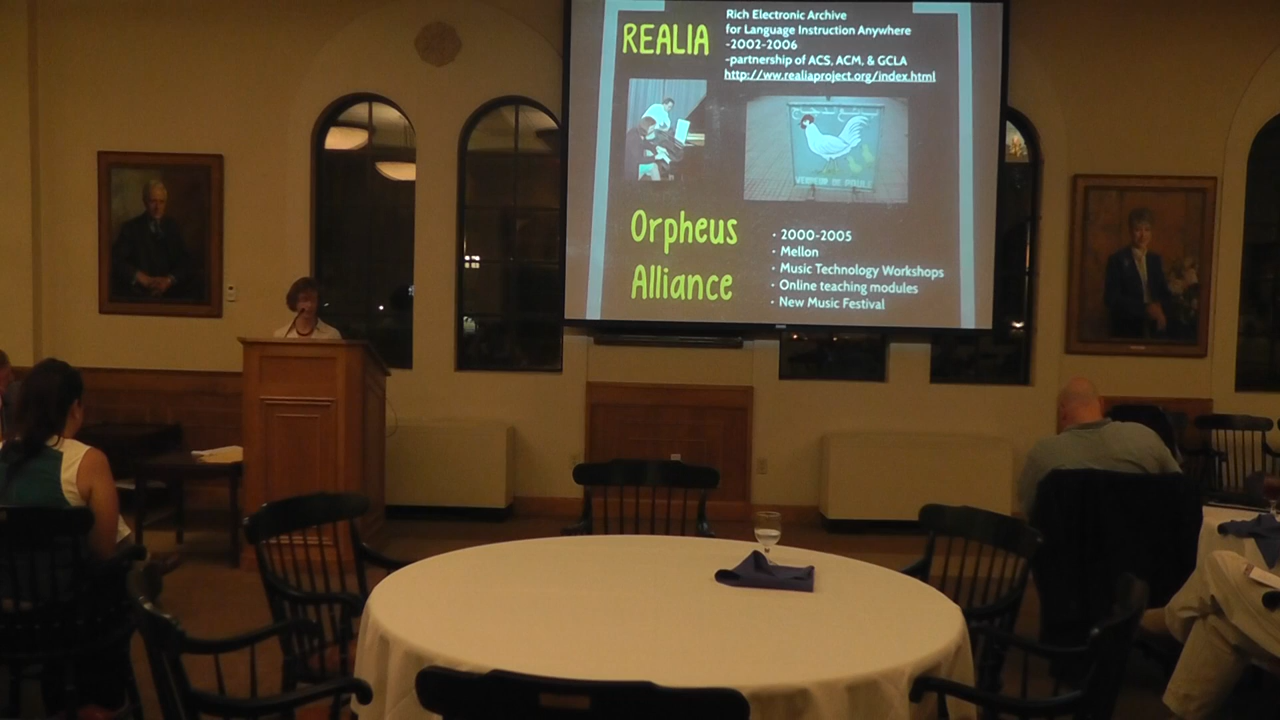 REALIA
Rich Electronic Archive
for Language Instruction Anywhere
-2002-2006
-partnership of ACS, ACM, & GCLA
http://ww.realiaproject.org/index.html
Orpheus
Alliance
· 2000-2005
· Mellon
· Music Technology Workshops
· Online teaching modules
· New Music Festival